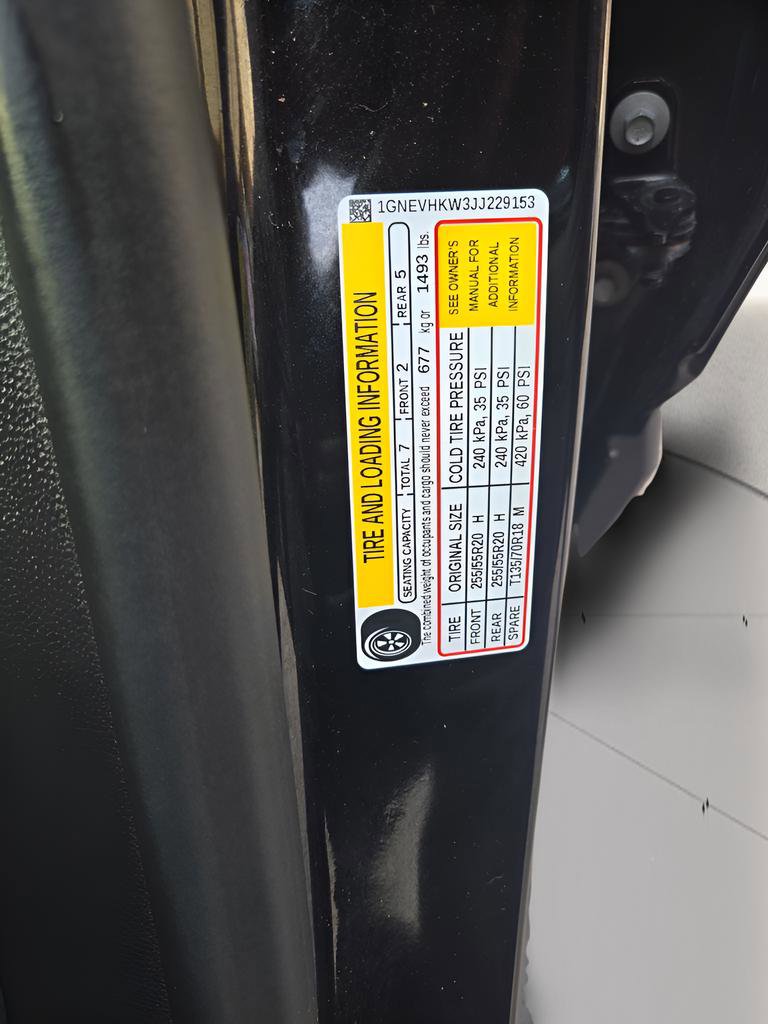 1GNEVHKW3JJ229153
TIRE AND LOADING INFORMATION
SEATING CAPACITY TOTAL 7 FRONT 2 REAR 5
The combined weight of occupants and cargo should never exceed 677 kg or 1493 lbs.
TIRE ORIGINAL SIZE COLD TIRE PRESSURE SEE OWNER'S
FRONT 255/55R20 H 240 kPa, 35 PSI MANUAL FOR
REAR 255/55R20 H 240 kPa, 35 PSI ADDITIONAL
SPARE T135/70R18 M 420 kPa, 60 PSI INFORMATION